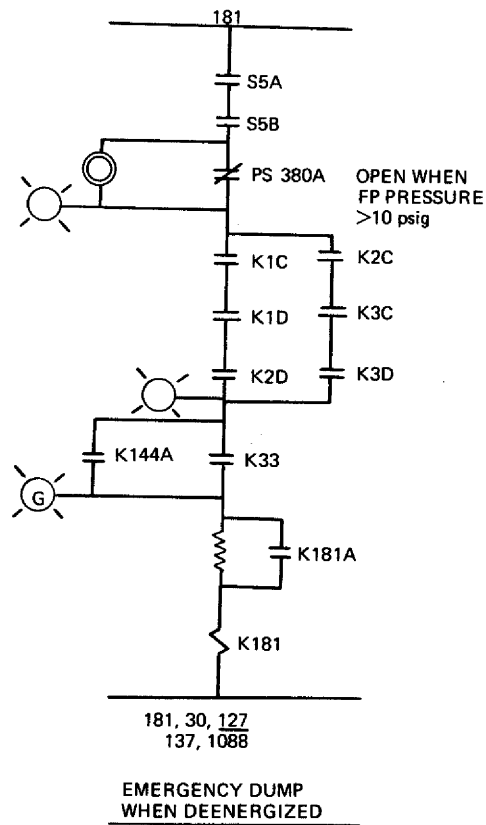 181
S5A
S5B
PS 380A
OPEN WHEN
FP PRESSURE
>10 psig
K1C
K2C
K1D
K3C
K2D
K3D
K144A
K33
G
K181A
K181
181, 30, 127
137, 1088
EMERGENCY DUMP
WHEN DEENERGIZED